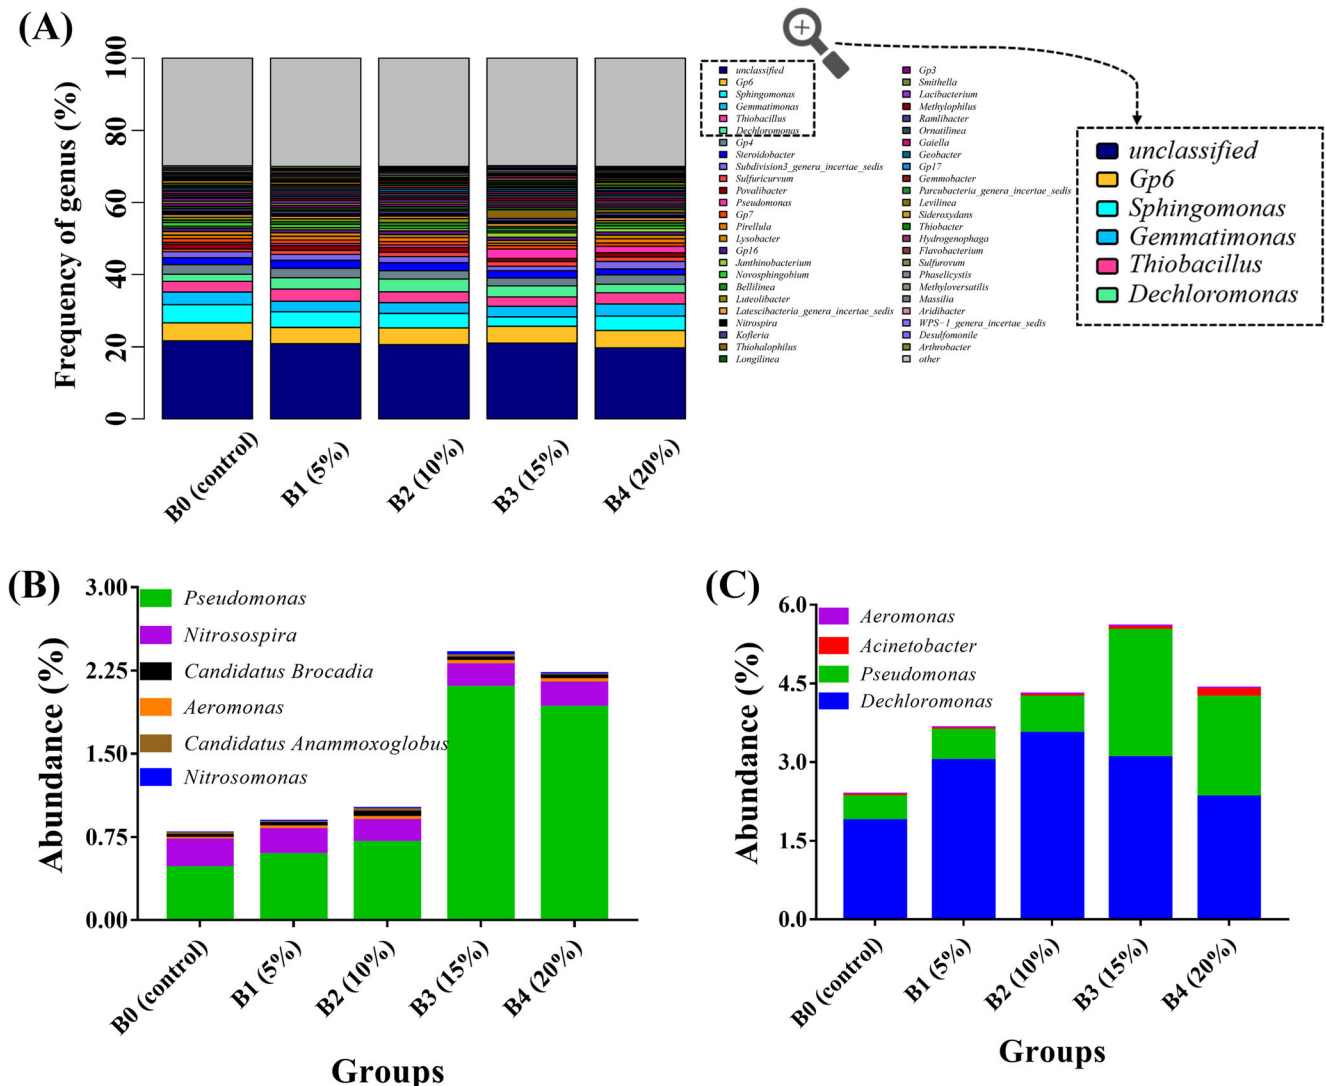 (A)
Frequency of genus (%)
100
80
60
40
20
0
B0 (control)
B1 (5%)
B2 (10%)
B3 (15%)
B4 (20%)
unclassified
Gp6
Sphingomonas
Gemmatimonas
Thiobacillus
Dechloromonas
Gp4
Steroidobacter
Subdivision3_genera_incertae_sedis
Sulfuricurvum
Povalibacter
Pseudomonas
Gp7
Pirellula
Lysobacter
Gp16
Janthinobacterium
Novosphingobium
Bellilinea
Luteolibacter
Latescibacteria_genera_incertae_sedis
Nitrospira
Kofleria
Thiohalophilus
Longilinea
Gp3
Smithella
Lacibacterium
Methylophilus
Ramlibacter
Ornatilinea
Gaiella
Geobacter
Gp17
Gemmobacter
Parcubacteria_genera_incertae_sedis
Levilinea
Sideroxydans
Thiobacter
Hydrogenophaga
Flavobacterium
Sulfurovum
Phaselicystis
Methyloversatilis
Massilia
Aridibacter
WPS−1_genera_incertae_sedis
Desulfomonile
Arthrobacter
other
unclassified
Gp6
Sphingomonas
Gemmatimonas
Thiobacillus
Dechloromonas
(B)
Abundance (%)
3.00
2.25
1.50
0.75
0.00
Pseudomonas
Nitrosospira
Candidatus Brocadia
Aeromonas
Candidatus Anammoxoglobus
Nitrosomonas
B0 (control)
B1 (5%)
B2 (10%)
B3 (15%)
B4 (20%)
Groups
(C)
Abundance (%)
6.0
4.5
3.0
1.5
0.0
Aeromonas
Acinetobacter
Pseudomonas
Dechloromonas
B0 (control)
B1 (5%)
B2 (10%)
B3 (15%)
B4 (20%)
Groups